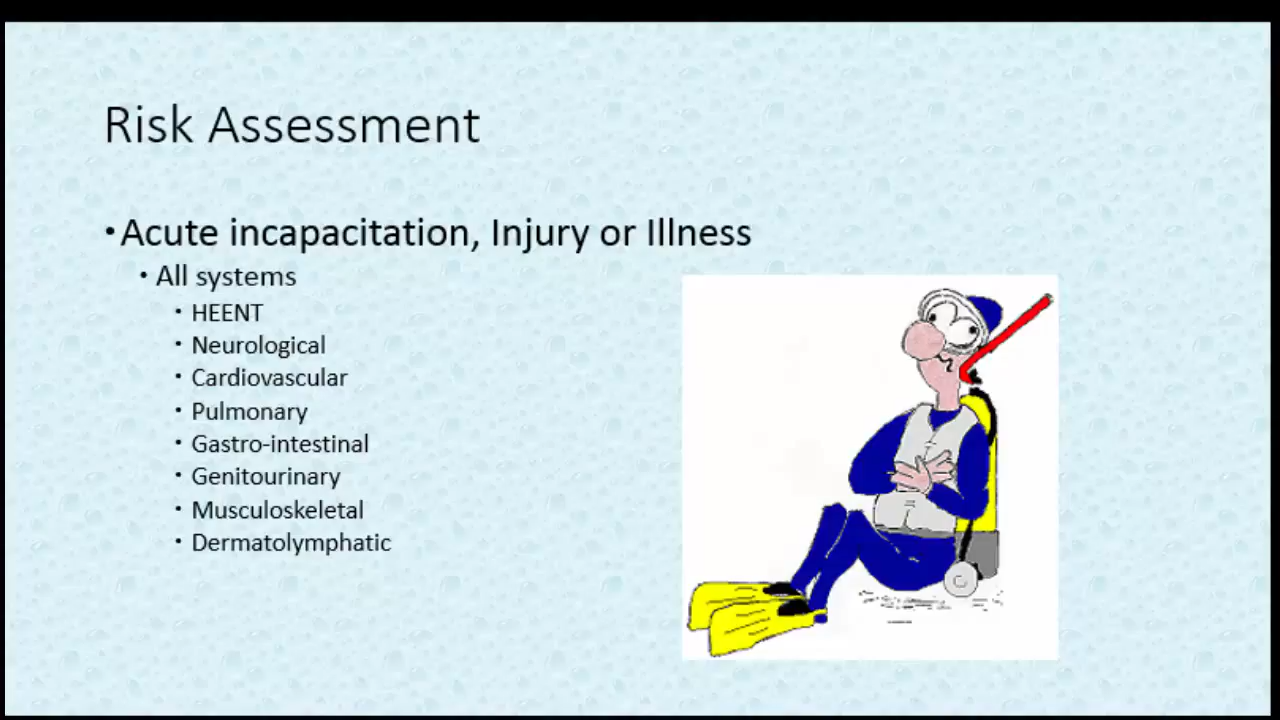 Risk Assessment
• Acute incapacitation, Injury or Illness
• All systems
• HEENT
• Neurological
• Cardiovascular
• Pulmonary
• Gastro-intestinal
• Genitourinary
• Musculoskeletal
• Dermatolymphatic